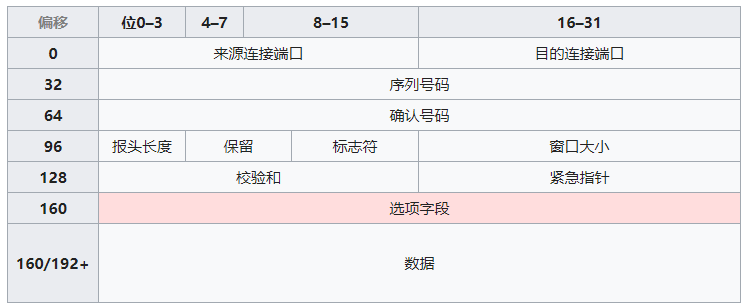 偏移 位0–3 4–7 8–15 16–31
0 来源连接端口 目的连接端口
32 序列号码
64 确认号码
96 报头长度 保留 标志符 窗口大小
128 校验和 紧急指针
160 选项字段
160/192+ 数据